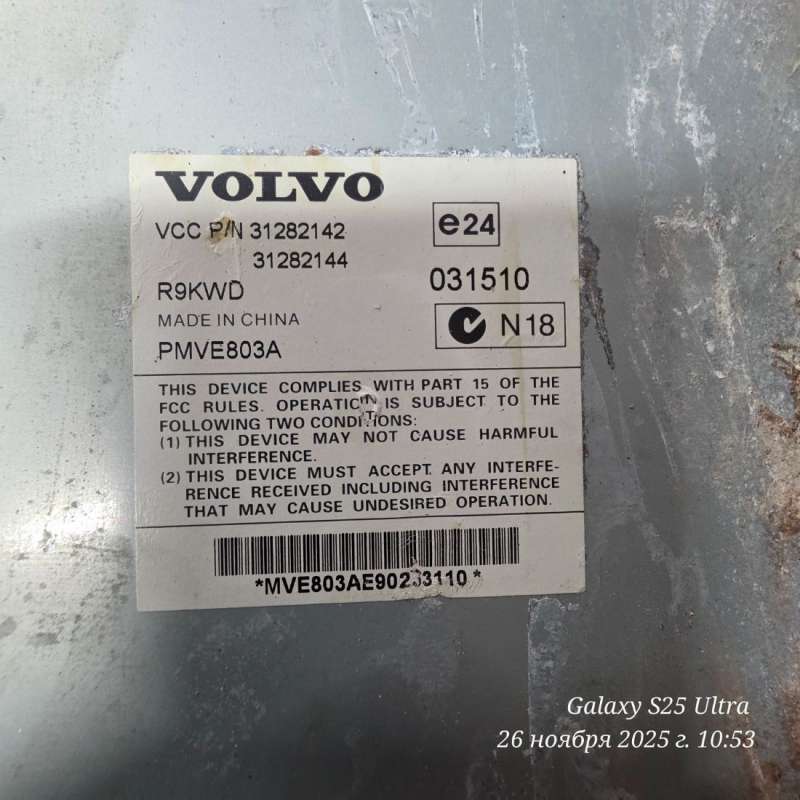 VOLVO
VCC P/N 31282142
31282144
e24
R9KWD
031510
MADE IN CHINA
N18
PMVE803A
THIS DEVICE COMPLIES WITH PART 15 OF THE
FCC RULES. OPERATION IS SUBJECT TO THE
FOLLOWING TWO CONDITIONS:
(1) THIS DEVICE MAY NOT CAUSE HARMFUL
INTERFERENCE.
(2) THIS DEVICE MUST ACCEPT ANY INTERFE-
RENCE RECEIVED INCLUDING INTERFERENCE
THAT MAY CAUSE UNDESIRED OPERATION.
Galaxy S25 Ultra
26 ноября 2025 г. 10:53